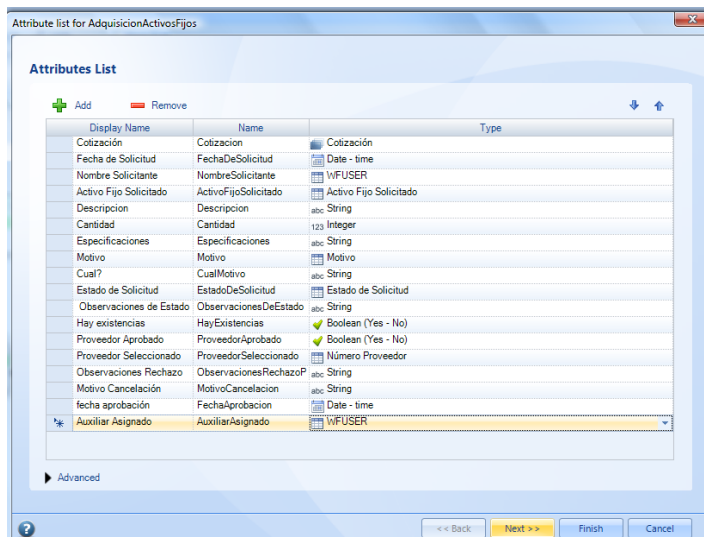 Attribute list for AdquisicionActivosFijos
x
Attributes List
Add Remove
Display Name Name Type
Cotización Cotizacion Cotización
Fecha de Solicitud FechaDeSolicitud Date - time
Nombre Solicitante NombreSolicitante WFUSER
Activo Fijo Solicitado ActivoFijoSolicitado Activo Fijo Solicitado
Descripcion Descripcion abc String
Cantidad Cantidad 123 Integer
Especificaciones Especificaciones abc String
Motivo Motivo Motivo
Cual? CualMotivo abc String
Estado de Solicitud EstadoDeSolicitud Estado de Solicitud
Observaciones de Estado ObservacionesDeEstado abc String
Hay existencias HayExistencias Boolean (Yes - No)
Proveedor Aprobado ProveedorAprobado Boolean (Yes - No)
Proveedor Seleccionado ProveedorSeleccionado Número Proveedor
Observaciones Rechazo ObservacionesRechazoP abc String
Motivo Cancelación MotivoCancelacion abc String
fecha aprobación FechaAprobacion Date - time
Auxiliar Asignado AuxiliarAsignado WFUSER
Advanced
? << Back Next >> Finish Cancel